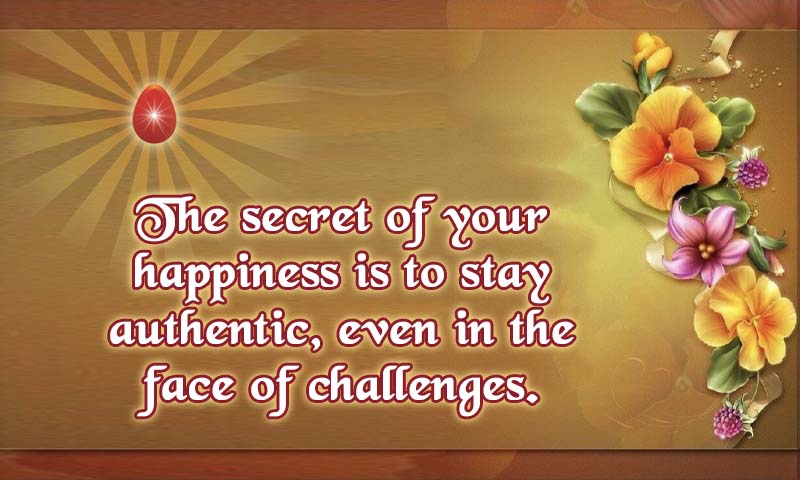 The secret of your
happiness is to stay
authentic, even in the
face of challenges.